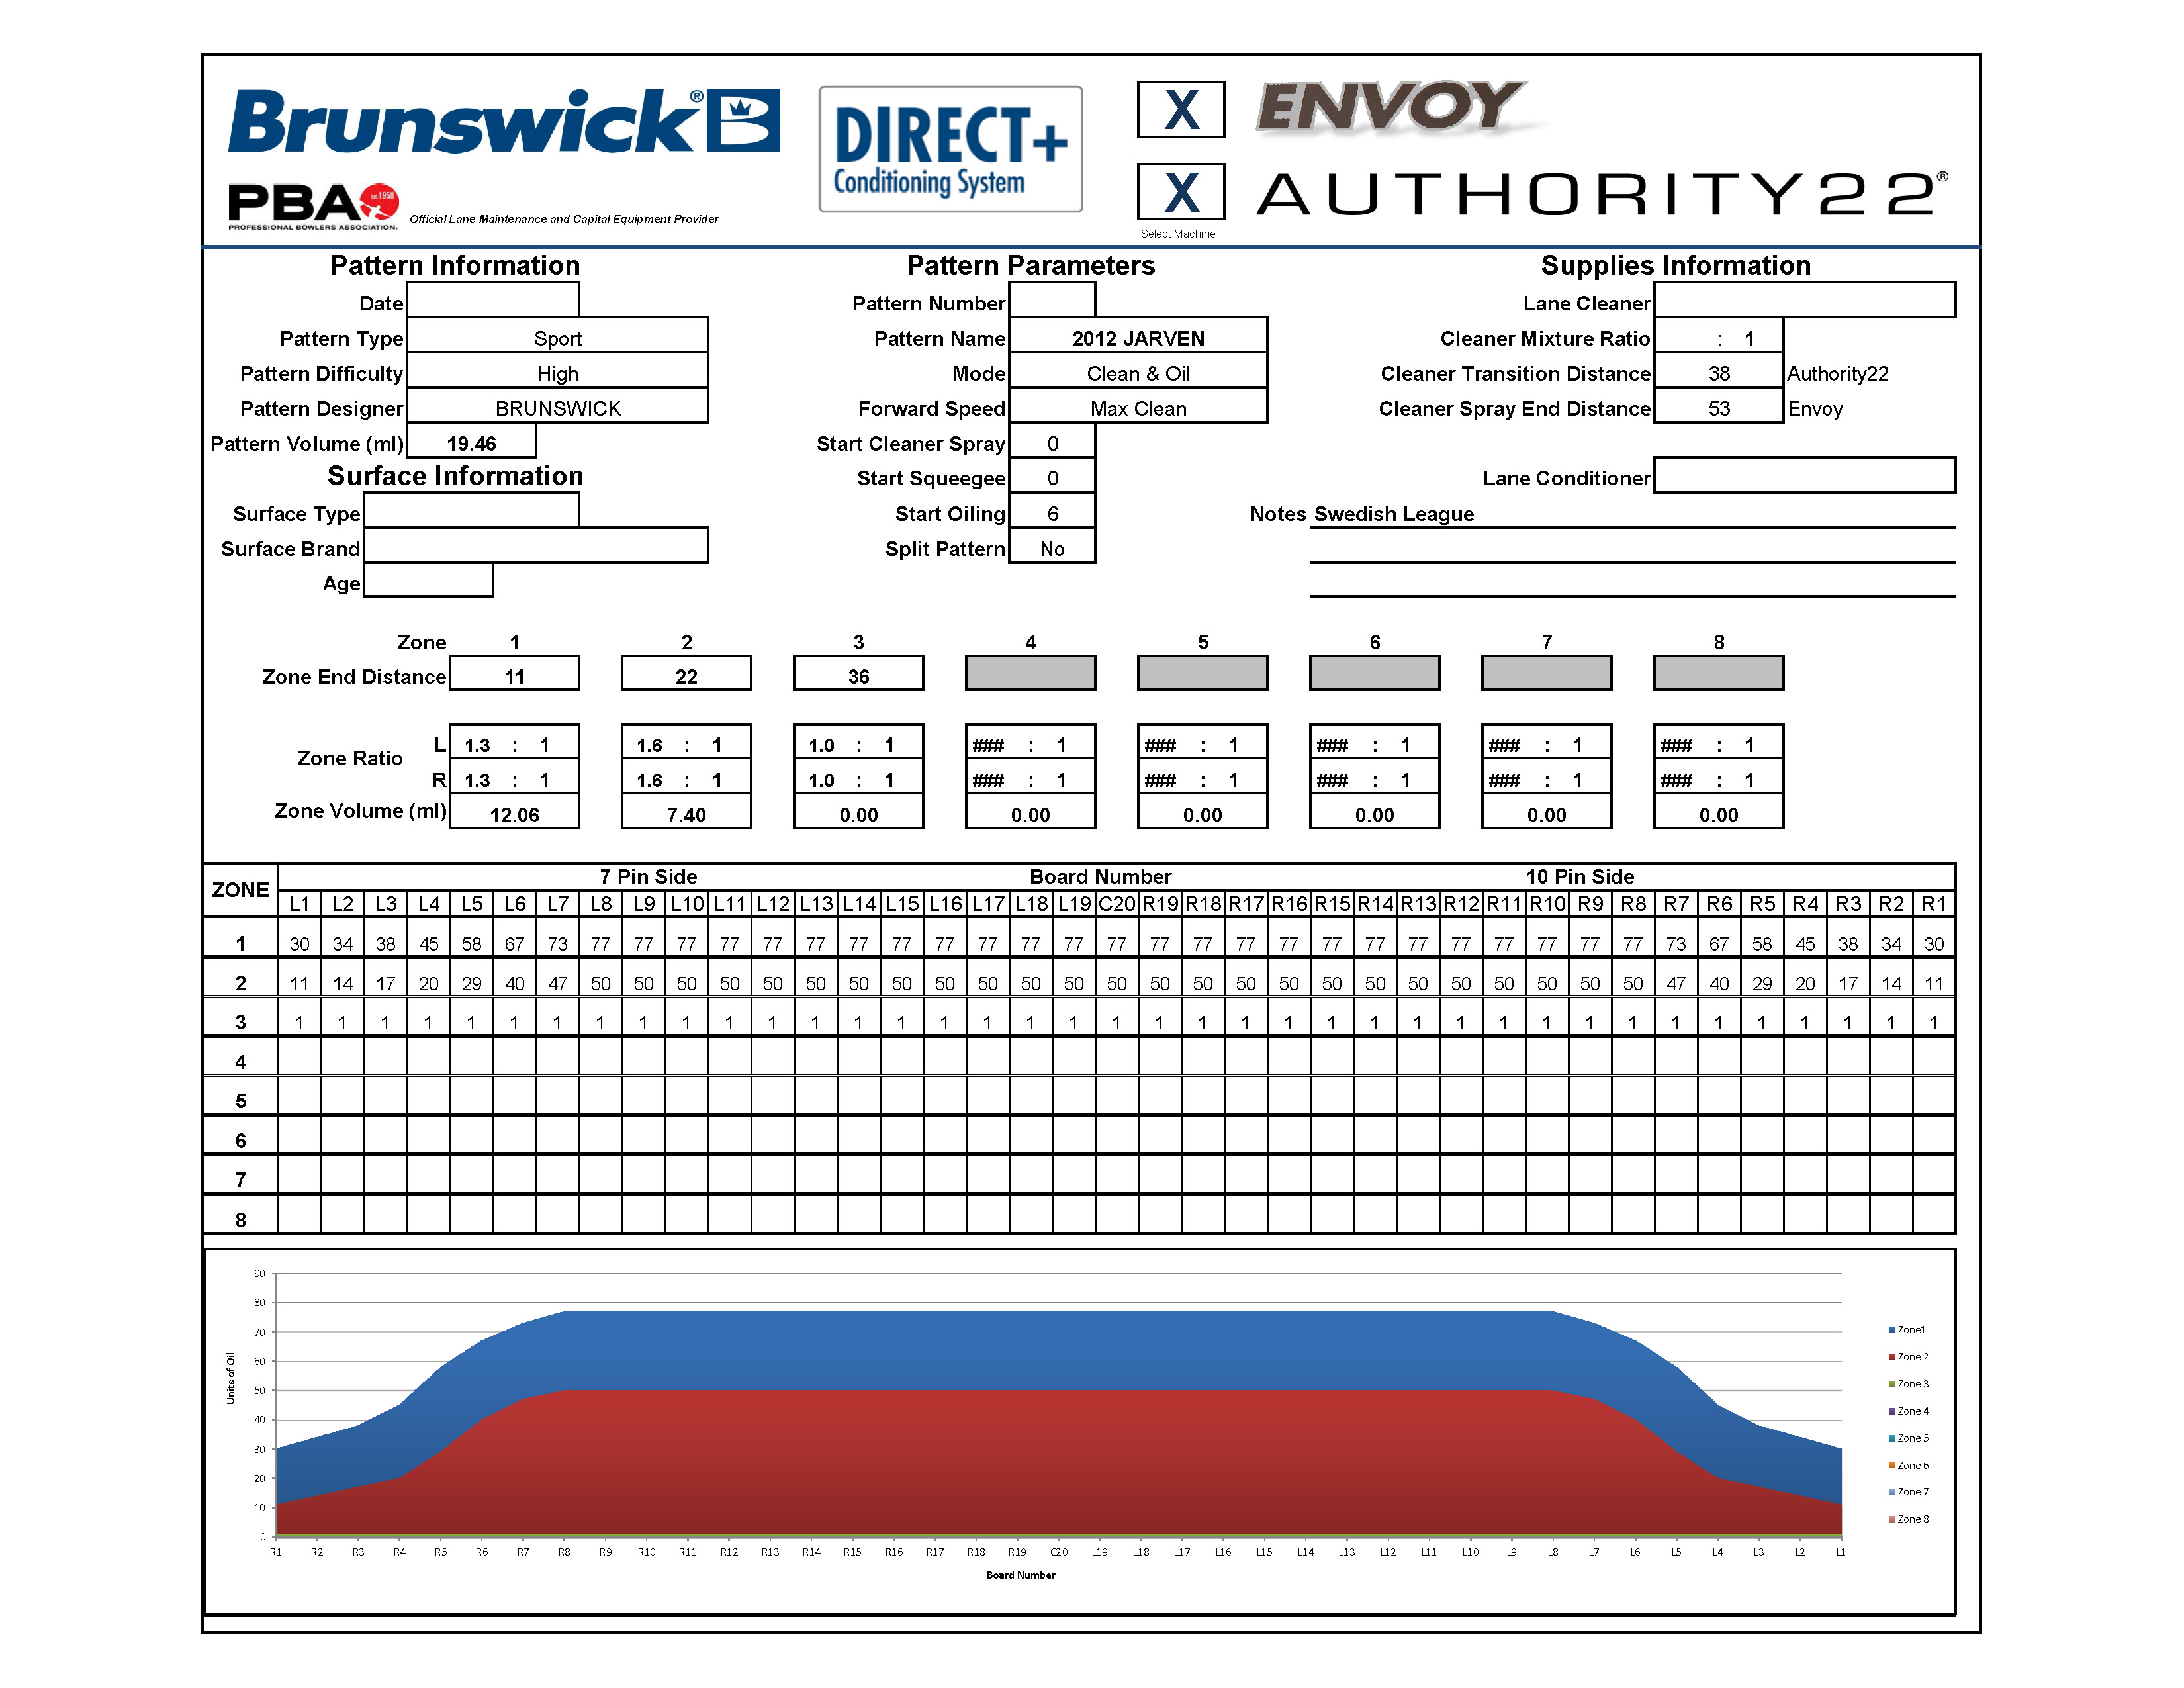 Brunswick® B
DIRECT+
Conditioning System
X ENVOY
X AUTHORITY22®
Select Machine
PBA est.1958
PROFESSIONAL BOWLERS ASSOCIATION.
Official Lane Maintenance and Capital Equipment Provider
Pattern Information
Date
Pattern Type Sport
Pattern Difficulty High
Pattern Designer BRUNSWICK
Pattern Volume (ml) 19.46
Surface Information
Surface Type
Surface Brand
Age
Pattern Parameters
Pattern Number
Pattern Name 2012 JARVEN
Mode Clean & Oil
Forward Speed Max Clean
Start Cleaner Spray 0
Start Squeegee 0
Start Oiling 6
Split Pattern No
Supplies Information
Lane Cleaner
Cleaner Mixture Ratio : 1
Cleaner Transition Distance 38 Authority22
Cleaner Spray End Distance 53 Envoy
Lane Conditioner
Notes Swedish League
Zone 1 2 3 4 5 6 7 8
Zone End Distance 11 22 36
Zone Ratio
L 1.3 : 1 1.6 : 1 1.0 : 1 ### : 1 ### : 1 ### : 1 ### : 1 ### : 1
R 1.3 : 1 1.6 : 1 1.0 : 1 ### : 1 ### : 1 ### : 1 ### : 1 ### : 1
Zone Volume (ml) 12.06 7.40 0.00 0.00 0.00 0.00 0.00 0.00
ZONE 7 Pin Side Board Number 10 Pin Side
L1 L2 L3 L4 L5 L6 L7 L8 L9 L10 L11 L12 L13 L14 L15 L16 L17 L18 L19 C20 R19 R18 R17 R16 R15 R14 R13 R12 R11 R10 R9 R8 R7 R6 R5 R4 R3 R2 R1
1 30 34 38 45 58 67 73 77 77 77 77 77 77 77 77 77 77 77 77 77 77 77 77 77 77 77 77 77 77 77 77 77 73 67 58 45 38 34 30
2 11 14 17 20 29 40 47 50 50 50 50 50 50 50 50 50 50 50 50 50 50 50 50 50 50 50 50 50 50 50 50 50 47 40 29 20 17 14 11
3 1 1 1 1 1 1 1 1 1 1 1 1 1 1 1 1 1 1 1 1 1 1 1 1 1 1 1 1 1 1 1 1 1 1 1 1 1 1 1
4
5
6
7
8
90
80
70
60
50
40
30
20
10
0
Units of Oil
R1 R2 R3 R4 R5 R6 R7 R8 R9 R10 R11 R12 R13 R14 R15 R16 R17 R18 R19 C20 L19 L18 L17 L16 L15 L14 L13 L12 L11 L10 L9 L8 L7 L6 L5 L4 L3 L2 L1
Board Number
Zone1
Zone 2
Zone 3
Zone 4
Zone 5
Zone 6
Zone 7
Zone 8